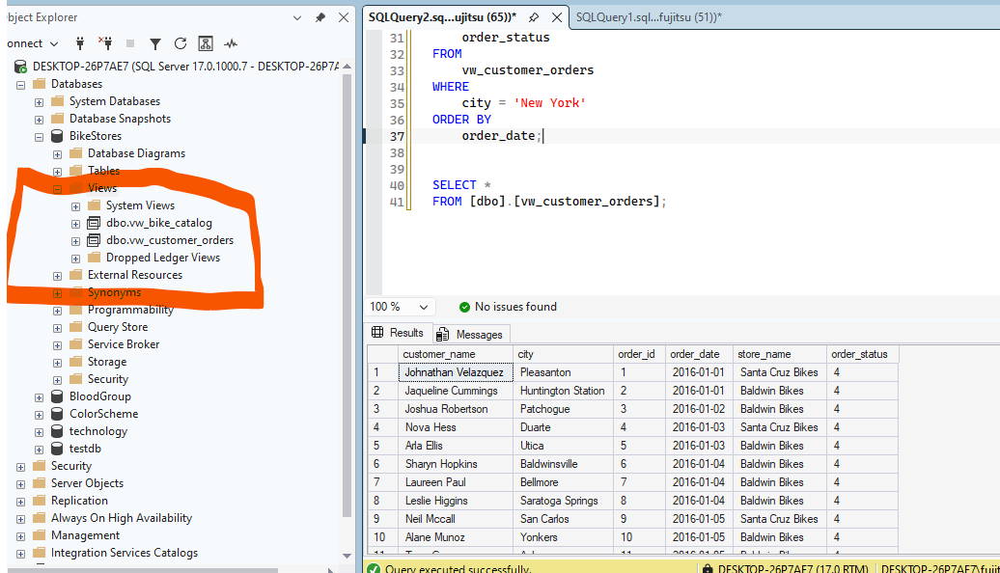 bject Explorer
onnect
DESKTOP-26P7AE7 (SQL Server 17.0.1000.7 - DESKTOP-26P7A
Databases
System Databases
Database Snapshots
BikeStores
Database Diagrams
Tables
Views
System Views
dbo.vw_bike_catalog
dbo.vw_customer_orders
Dropped Ledger Views
External Resources
Synonyms
Programmability
Query Store
Service Broker
Storage
Security
BloodGroup
ColorScheme
technology
testdb
Security
Server Objects
Replication
Always On High Availability
Management
Integration Services Catalogs
SQLQuery2.sq...ujitsu (65))* SQLQuery1.sql...fujitsu (51))*
31 order_status
32 FROM
33 vw_customer_orders
34 WHERE
35 city = 'New York'
36 ORDER BY
37 order_date;
38
39
40 SELECT *
41 FROM [dbo].[vw_customer_orders];
100 % No issues found
Results Messages
customer_name city order_id order_date store_name order_status
1 Johnathan Velazquez Pleasanton 1 2016-01-01 Santa Cruz Bikes 4
2 Jaqueline Cummings Huntington Station 2 2016-01-01 Baldwin Bikes 4
3 Joshua Robertson Patchogue 3 2016-01-02 Baldwin Bikes 4
4 Nova Hess Duarte 4 2016-01-03 Santa Cruz Bikes 4
5 Arla Ellis Utica 5 2016-01-03 Baldwin Bikes 4
6 Sharyn Hopkins Baldwinsville 6 2016-01-04 Baldwin Bikes 4
7 Laureen Paul Bellmore 7 2016-01-04 Baldwin Bikes 4
8 Leslie Higgins Saratoga Springs 8 2016-01-04 Baldwin Bikes 4
9 Neil Mccall San Carlos 9 2016-01-05 Santa Cruz Bikes 4
10 Alane Munoz Yonkers 10 2016-01-05 Baldwin Bikes 4
Query executed successfully. DESKTOP-26P7AE7 (17.0 RTM) DESKTOP-26P7AE7\fujit